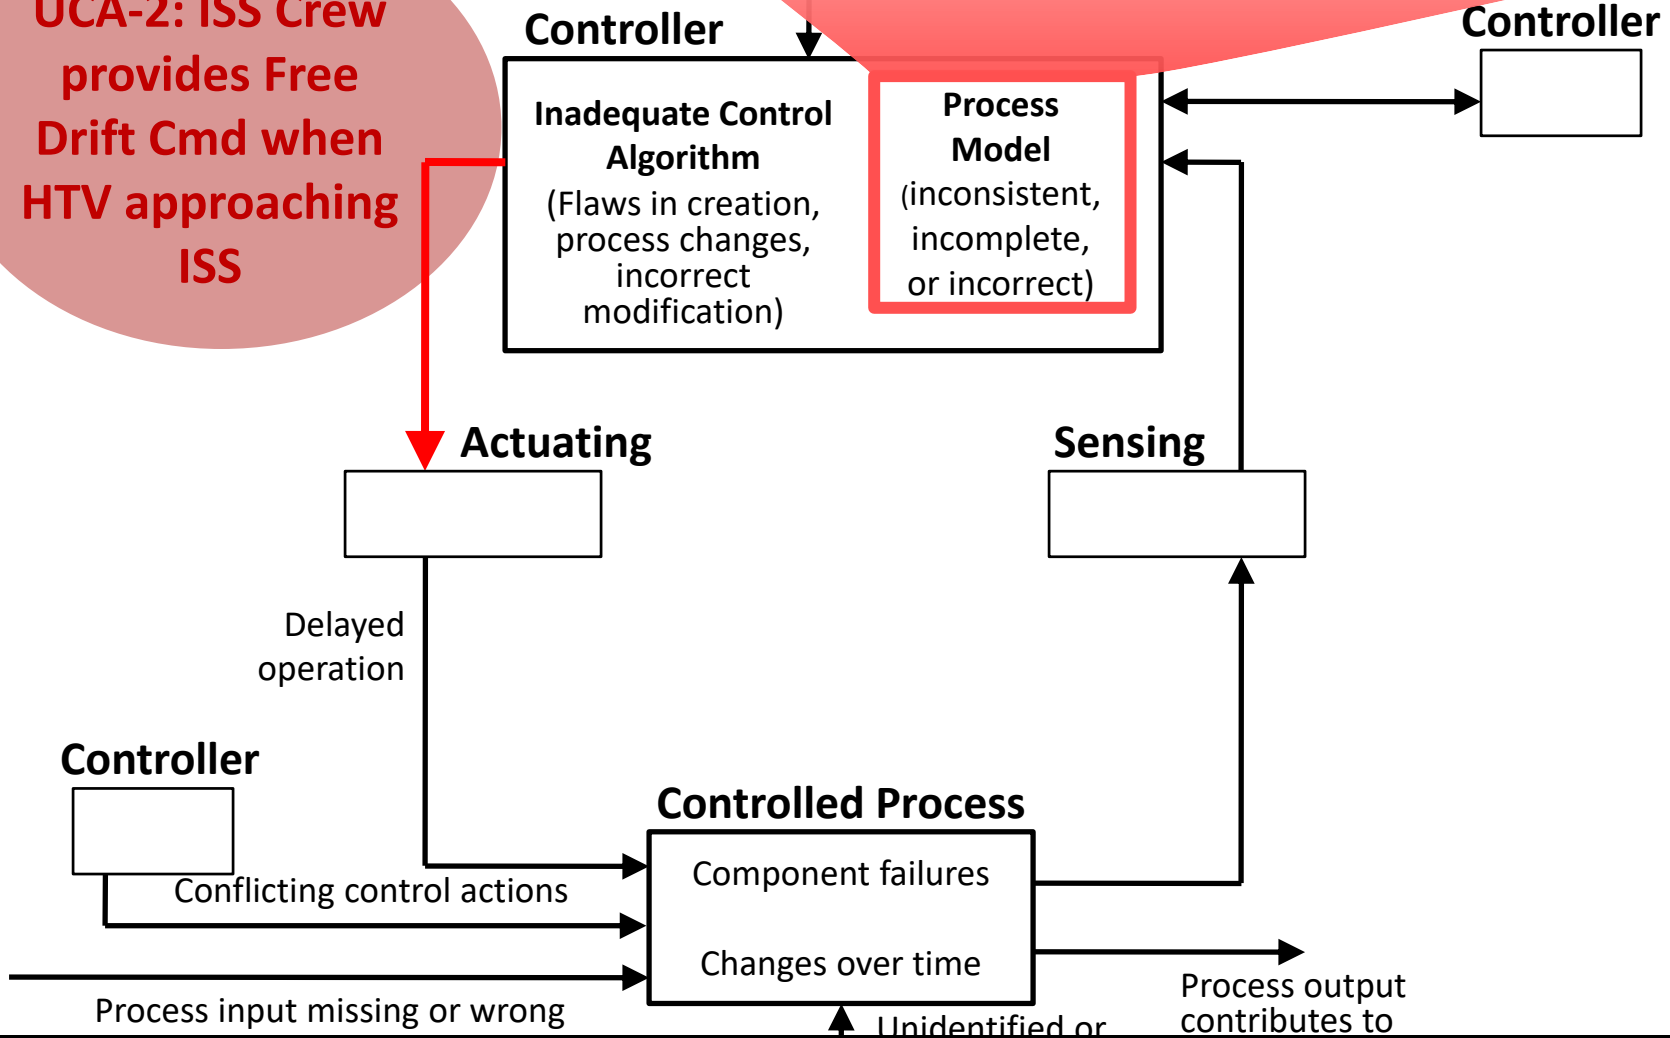 UCA-2: ISS Crew
provides Free
Drift Cmd when
HTV approaching
ISS
Controller
Controller
Inadequate Control
Algorithm
(Flaws in creation,
process changes,
incorrect
modification)
Process
Model
(inconsistent,
incomplete,
or incorrect)
Actuating
Sensing
Delayed
operation
Controller
Controlled Process
Component failures
Changes over time
Conflicting control actions
Process input missing or wrong
Unidentified or
Process output
contributes to